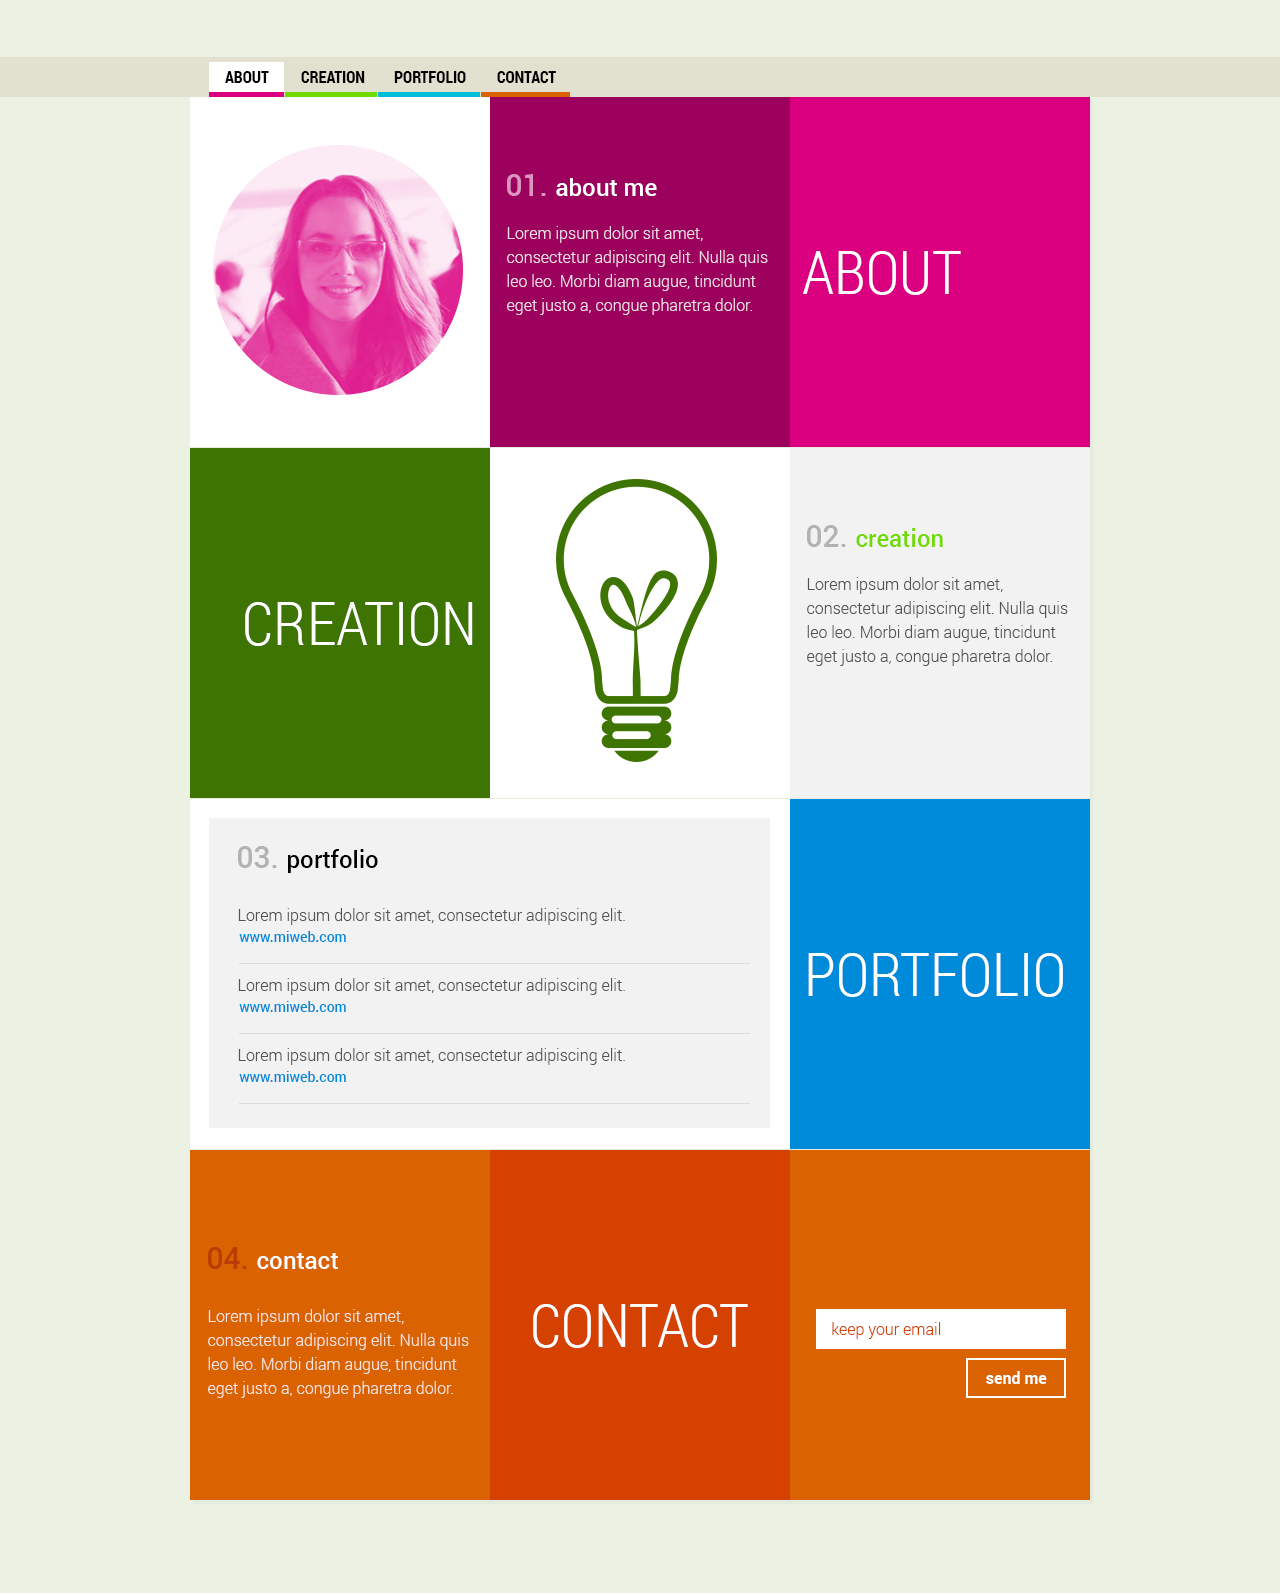 ABOUT CREATION PORTFOLIO CONTACT
01. about me
Lorem ipsum dolor sit amet,
consectetur adipiscing elit. Nulla quis
leo leo. Morbi diam augue, tincidunt
eget justo a, congue pharetra dolor.
ABOUT
CREATION
02. creation
Lorem ipsum dolor sit amet,
consectetur adipiscing elit. Nulla quis
leo leo. Morbi diam augue, tincidunt
eget justo a, congue pharetra dolor.
03. portfolio
Lorem ipsum dolor sit amet, consectetur adipiscing elit.
www.miweb.com
Lorem ipsum dolor sit amet, consectetur adipiscing elit.
www.miweb.com
Lorem ipsum dolor sit amet, consectetur adipiscing elit.
www.miweb.com
PORTFOLIO
04. contact
Lorem ipsum dolor sit amet,
consectetur adipiscing elit. Nulla quis
leo leo. Morbi diam augue, tincidunt
eget justo a, congue pharetra dolor.
CONTACT
keep your email
send me